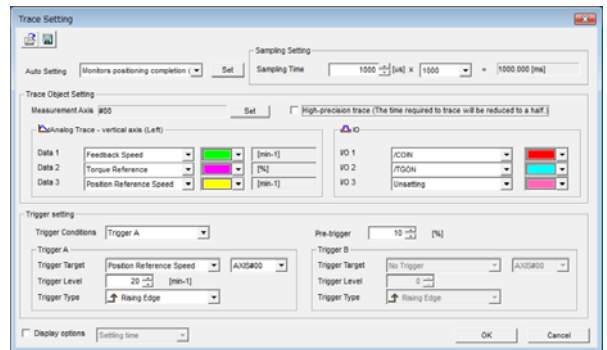 Trace Setting
Sampling Setting
Auto Setting Monitors positioning completion ( Set Sampling Time 1000 [us] X 1000 = 1000.000 [ms]
Trace Object Setting
Measurement Axis #00 Set High-precision trace (The time required to trace will be reduced to a half.)
Analog Trace - vertical axis (Left) I/O
Data 1 Feedback Speed [min-1] I/O 1 /COIN
Data 2 Torque Reference [%] I/O 2 /TGON
Data 3 Position Reference Speed [min-1] I/O 3 Unsetting
Trigger setting
Trigger Conditions Trigger A Pre-trigger 10 [%]
Trigger A Trigger B
Trigger Target Position Reference Speed AXIS#00 Trigger Target No Trigger AXIS#00
Trigger Level 20 [min-1] Trigger Level 0
Trigger Type Rising Edge Trigger Type Rising Edge
Display options Settling time OK Cancel